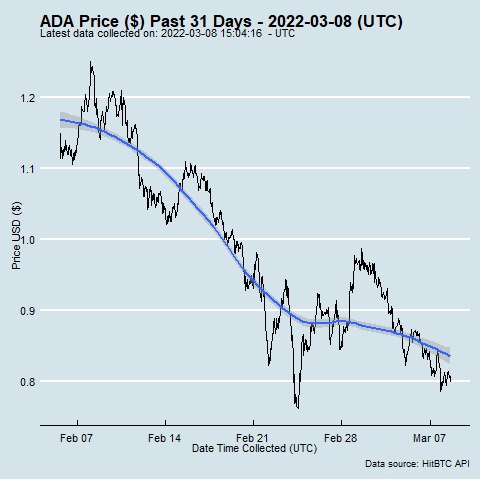 ADA Price ($) Past 31 Days - 2022-03-08 (UTC)
Latest data collected on: 2022-03-08 15:04:16 - UTC
Price USD ($)
1.2
1.1
1.0
0.9
0.8
Feb 07 Feb 14 Feb 21 Feb 28 Mar 07
Date Time Collected (UTC)
Data source: HitBTC API